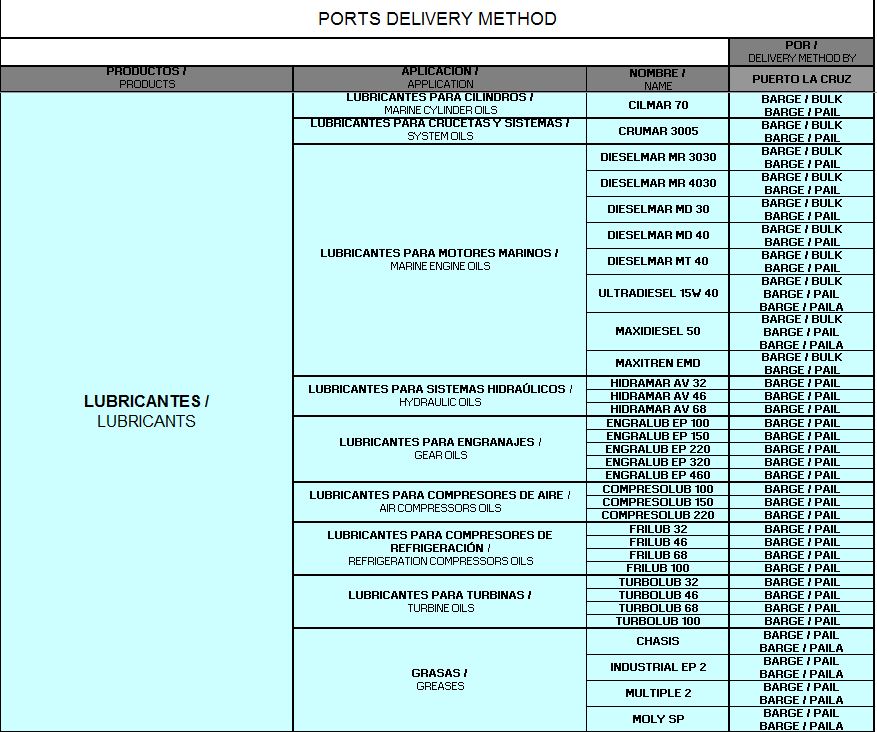 PORTS DELIVERY METHOD
POR /
DELIVERY METHOD BY
PRODUCTOS /
PRODUCTS
APLICACION /
APPLICATION
NOMBRE /
NAME
PUERTO LA CRUZ
LUBRICANTES /
LUBRICANTS
LUBRICANTES PARA CILINDROS /
MARINE CYLINDER OILS
CILMAR 70
BARGE / BULK
BARGE / PAIL
LUBRICANTES PARA CRUCETAS Y SISTEMAS /
SYSTEM OILS
CRUMAR 3005
BARGE / BULK
BARGE / PAIL
LUBRICANTES PARA MOTORES MARINOS /
MARINE ENGINE OILS
DIESELMAR MR 3030
BARGE / BULK
BARGE / PAIL
DIESELMAR MR 4030
BARGE / BULK
BARGE / PAIL
DIESELMAR MD 30
BARGE / BULK
BARGE / PAIL
DIESELMAR MD 40
BARGE / BULK
BARGE / PAIL
DIESELMAR MT 40
BARGE / BULK
BARGE / PAIL
ULTRADIESEL 15W 40
BARGE / BULK
BARGE / PAIL
BARGE / PAILA
MAXIDIESEL 50
BARGE / BULK
BARGE / PAIL
BARGE / PAILA
MAXITREN EMD
BARGE / BULK
BARGE / PAIL
LUBRICANTES PARA SISTEMAS HIDRAÚLICOS /
HYDRAULIC OILS
HIDRAMAR AV 32
BARGE / PAIL
HIDRAMAR AV 46
BARGE / PAIL
HIDRAMAR AV 68
BARGE / PAIL
LUBRICANTES PARA ENGRANAJES /
GEAR OILS
ENGRALUB EP 100
BARGE / PAIL
ENGRALUB EP 150
BARGE / PAIL
ENGRALUB EP 220
BARGE / PAIL
ENGRALUB EP 320
BARGE / PAIL
ENGRALUB EP 460
BARGE / PAIL
LUBRICANTES PARA COMPRESORES DE AIRE /
AIR COMPRESSORS OILS
COMPRESOLUB 100
BARGE / PAIL
COMPRESOLUB 150
BARGE / PAIL
COMPRESOLUB 220
BARGE / PAIL
LUBRICANTES PARA COMPRESORES DE
REFRIGERACIÓN /
REFRIGERATION COMPRESSORS OILS
FRILUB 32
BARGE / PAIL
FRILUB 46
BARGE / PAIL
FRILUB 68
BARGE / PAIL
FRILUB 100
BARGE / PAIL
LUBRICANTES PARA TURBINAS /
TURBINE OILS
TURBOLUB 32
BARGE / PAIL
TURBOLUB 46
BARGE / PAIL
TURBOLUB 68
BARGE / PAIL
TURBOLUB 100
BARGE / PAIL
GRASAS /
GREASES
CHASIS
BARGE / PAIL
BARGE / PAILA
INDUSTRIAL EP 2
BARGE / PAIL
BARGE / PAILA
MULTIPLE 2
BARGE / PAIL
BARGE / PAILA
MOLY SP
BARGE / PAIL
BARGE / PAILA